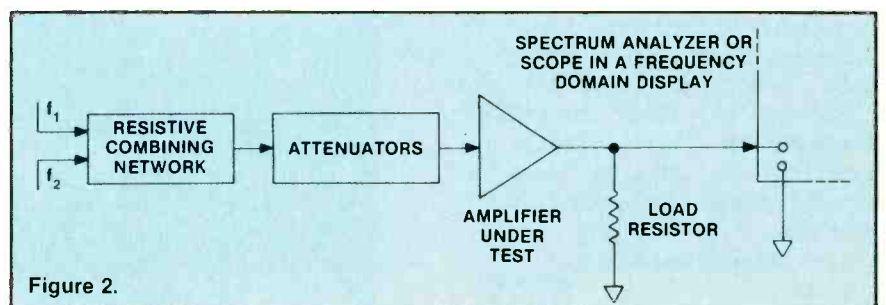 SPECTRUM ANALYZER OR
SCOPE IN A FREQUENCY
DOMAIN DISPLAY
f₁
f₂
RESISTIVE
COMBINING
NETWORK
ATTENUATORS
AMPLIFIER
UNDER
TEST
LOAD
RESISTOR
Figure 2.